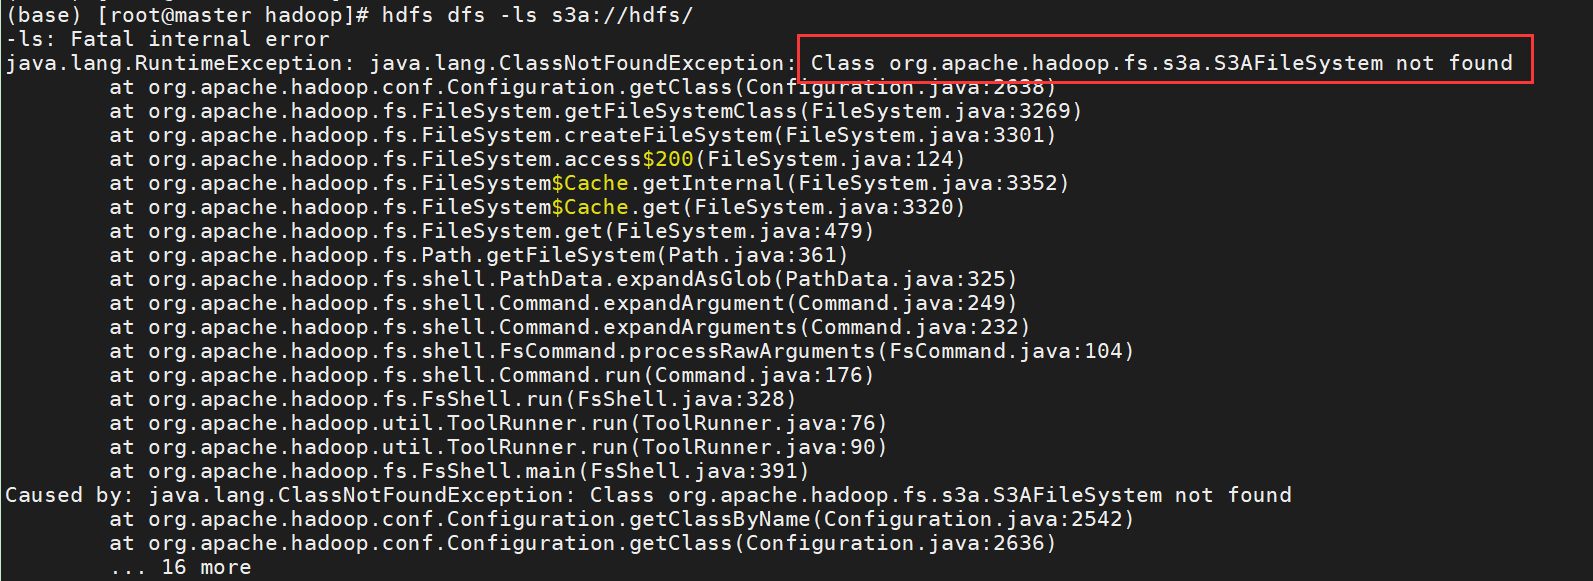 (base) [root@master hadoop]# hdfs dfs -ls s3a://hdfs/
-ls: Fatal internal error
java.lang.RuntimeException: java.lang.ClassNotFoundException: Class org.apache.hadoop.fs.s3a.S3AFileSystem not found
        at org.apache.hadoop.conf.Configuration.getClass(Configuration.java:2638)
        at org.apache.hadoop.fs.FileSystem.getFileSystemClass(FileSystem.java:3269)
        at org.apache.hadoop.fs.FileSystem.createFileSystem(FileSystem.java:3301)
        at org.apache.hadoop.fs.FileSystem.access$200(FileSystem.java:124)
        at org.apache.hadoop.fs.FileSystem$Cache.getInternal(FileSystem.java:3352)
        at org.apache.hadoop.fs.FileSystem$Cache.get(FileSystem.java:3320)
        at org.apache.hadoop.fs.FileSystem.get(FileSystem.java:479)
        at org.apache.hadoop.fs.Path.getFileSystem(Path.java:361)
        at org.apache.hadoop.fs.shell.PathData.expandAsGlob(PathData.java:325)
        at org.apache.hadoop.fs.shell.Command.expandArgument(Command.java:249)
        at org.apache.hadoop.fs.shell.Command.expandArguments(Command.java:232)
        at org.apache.hadoop.fs.shell.FsCommand.processRawArguments(FsCommand.java:104)
        at org.apache.hadoop.fs.shell.Command.run(Command.java:176)
        at org.apache.hadoop.fs.FsShell.run(FsShell.java:328)
        at org.apache.hadoop.util.ToolRunner.run(ToolRunner.java:76)
        at org.apache.hadoop.util.ToolRunner.run(ToolRunner.java:90)
        at org.apache.hadoop.fs.FsShell.main(FsShell.java:391)
Caused by: java.lang.ClassNotFoundException: Class org.apache.hadoop.fs.s3a.S3AFileSystem not found
        at org.apache.hadoop.conf.Configuration.getClassByName(Configuration.java:2542)
        at org.apache.hadoop.conf.Configuration.getClass(Configuration.java:2636)
        ... 16 more